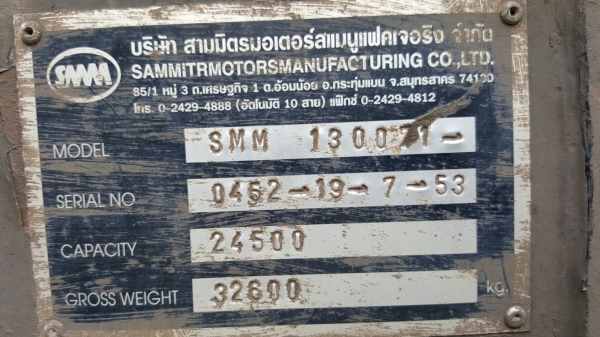 บริษัท สามมิตรมอเตอร์สแมนูแฟคเจอริง จำกัด
SMM SAMMITRMOTORSMANUFACTURING CO.,LTD.
85/1 หมู่ 3 ถ.เศรษฐกิจ 1 ต.อ้อมน้อย อ.กระทุ่มแบน จ.สมุทรสาคร 74130
โทร. 0-2429-4888 (อัตโนมัติ 10 สาย) แฟ็กซ์ 0-2429-4812
MODEL SMM 130071-
SERIAL NO 0452-19-7-53
CAPACITY 24500
GROSS WEIGHT 32600 kg.